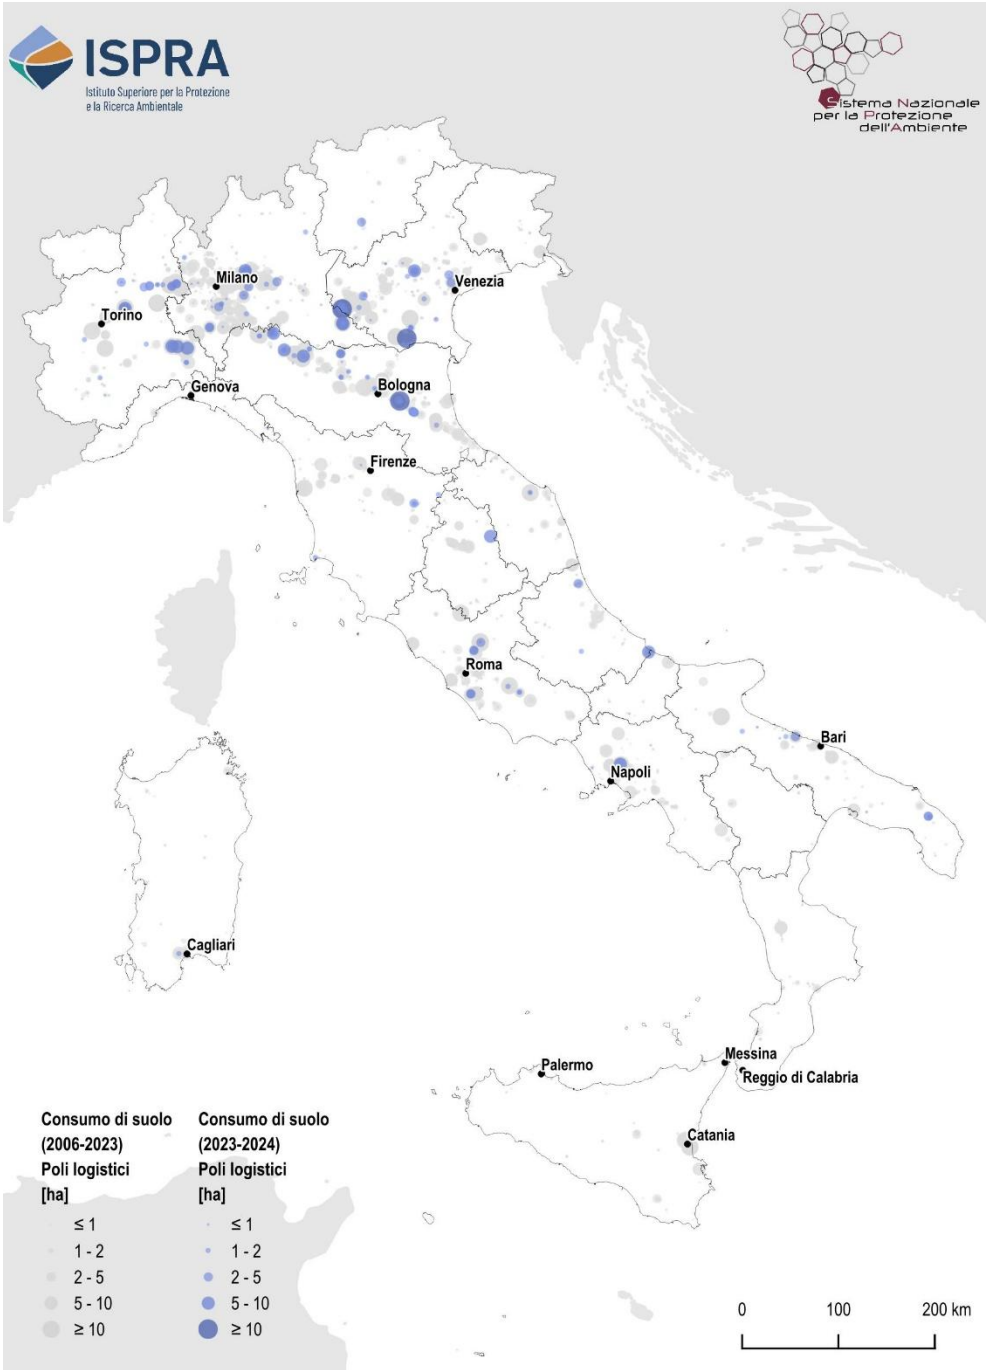 ISPRA
Istituto Superiore per la Protezione
e la Ricerca Ambientale
Sistema Nazionale
per la Protezione
dell'Ambiente
Milano
Venezia
Torino
Genova
Bologna
Firenze
Roma
Napoli
Bari
Cagliari
Palermo
Messina
Reggio di Calabria
Catania
Consumo di suolo
(2006-2023)
Poli logistici
[ha]
≤ 1
1 - 2
2 - 5
5 - 10
≥ 10
Consumo di suolo
(2023-2024)
Poli logistici
[ha]
≤ 1
1 - 2
2 - 5
5 - 10
≥ 10
0 100 200 km